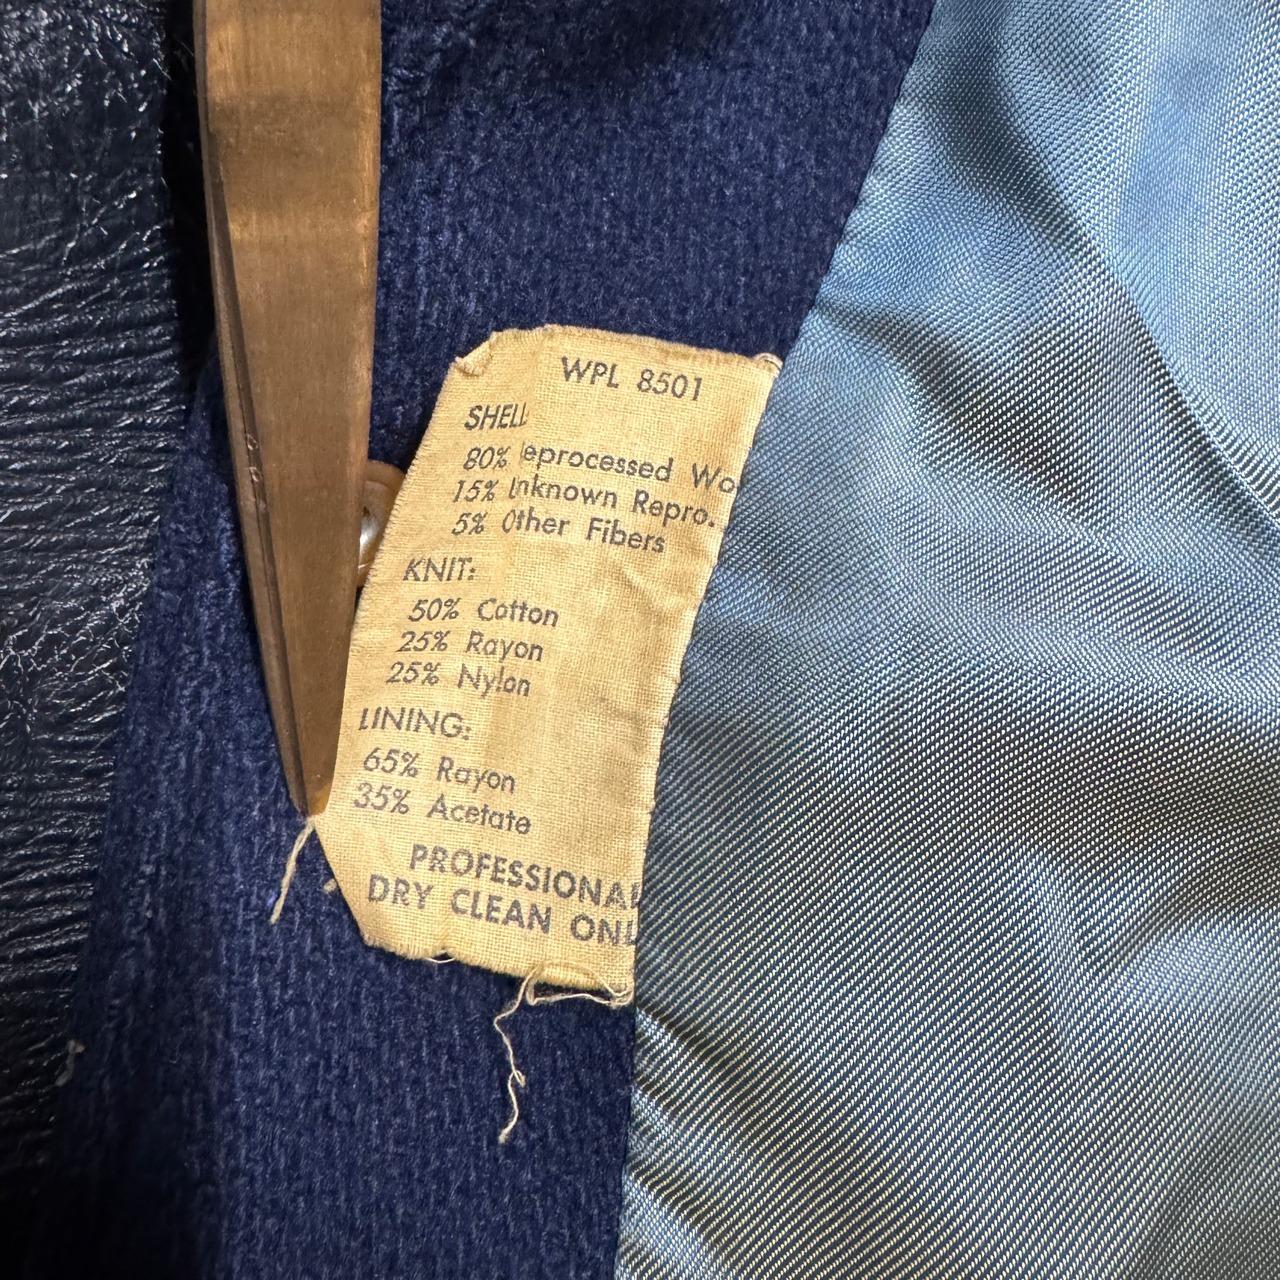 WPL 8501
SHELL
80% eprocessed Wo
15% Unknown Repro.
5% Other Fibers
KNIT:
50% Cotton
25% Rayon
25% Nylon
LINING:
65% Rayon
35% Acetate
PROFESSIONAL
DRY CLEAN ONL